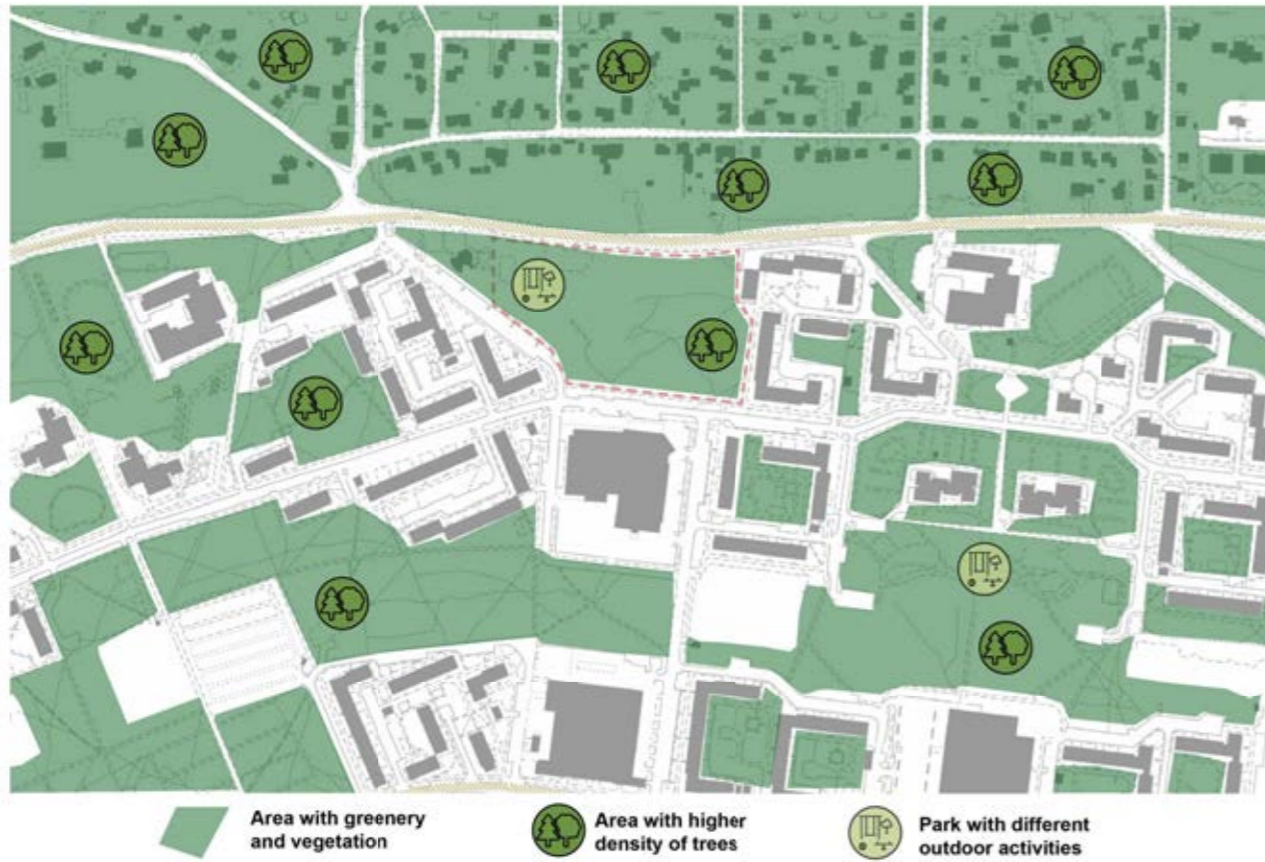 Area with greenery
and vegetation
Area with higher
density of trees
Park with different
outdoor activities